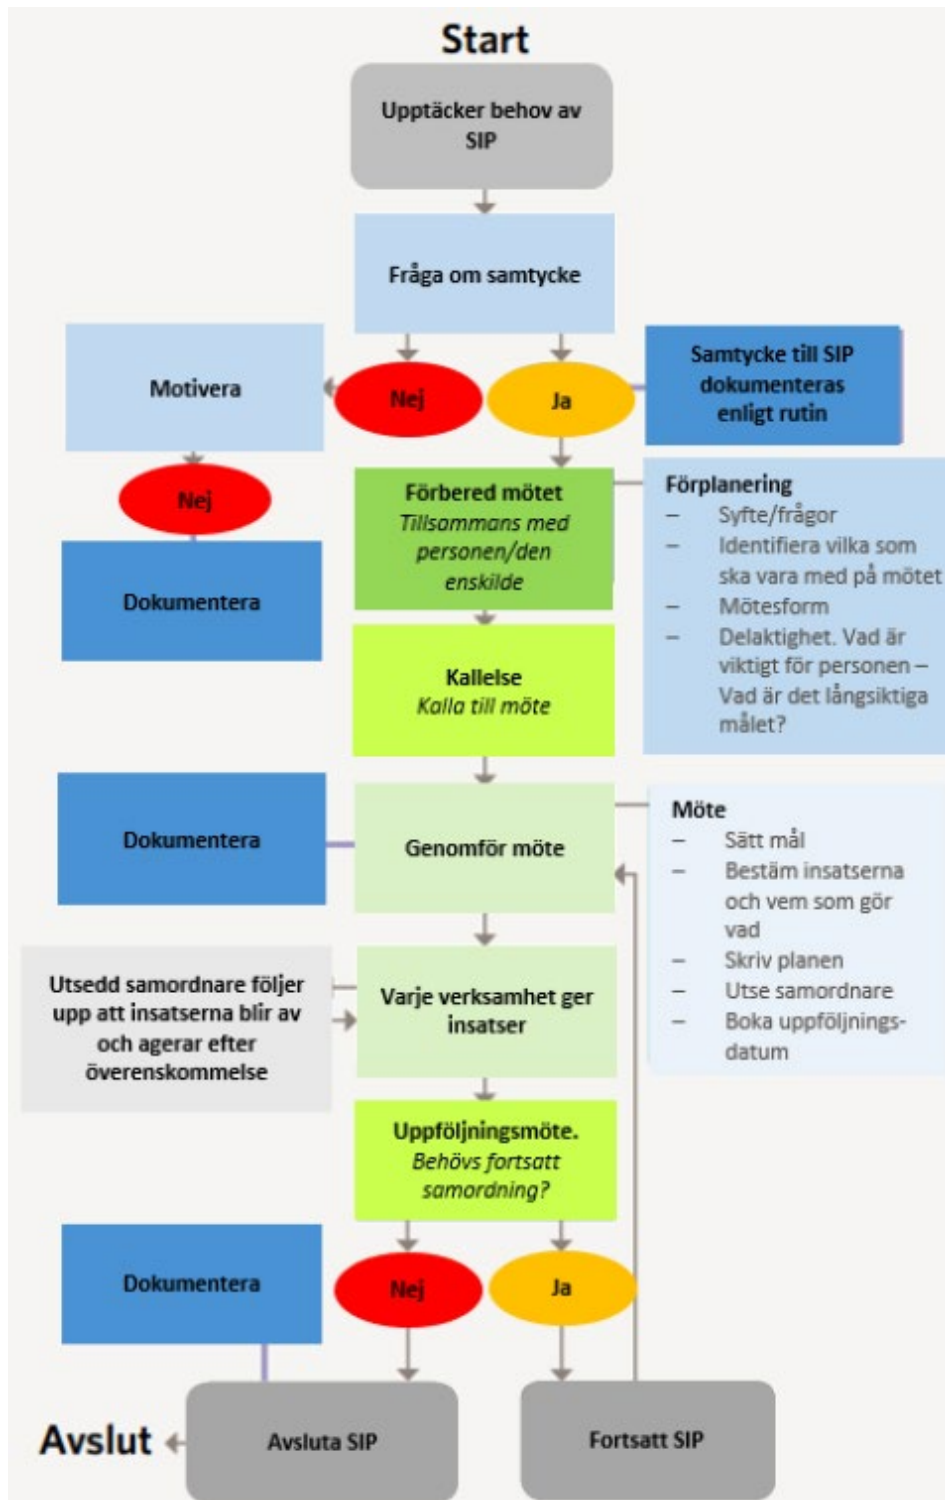 Start
Upptäcker behov av
SIP
Fråga om samtycke
Motivera
Nej
Ja
Samtycke till SIP
dokumenteras
enligt rutin
Nej
Dokumentera
Förbered mötet
Tillsammans med
personen/den
enskilde
Förplanering
– Syfte/frågor
– Identifiera vilka som
ska vara med på mötet
– Mötesform
– Delaktighet. Vad är
viktigt för personen –
Vad är det långsiktiga
målet?
Kallelse
Kalla till möte
Dokumentera
Genomför möte
Möte
– Sätt mål
– Bestäm insatserna
och vem som gör
vad
– Skriv planen
– Utse samordnare
– Boka uppföljnings-
datum
Utsedd samordnare följer
upp att insatserna blir av
och agerar efter
överenskommelse
Varje verksamhet ger
insatser
Uppföljningsmöte.
Behövs fortsatt
samordning?
Dokumentera
Nej
Ja
Avslut
Avsluta SIP
Fortsatt SIP